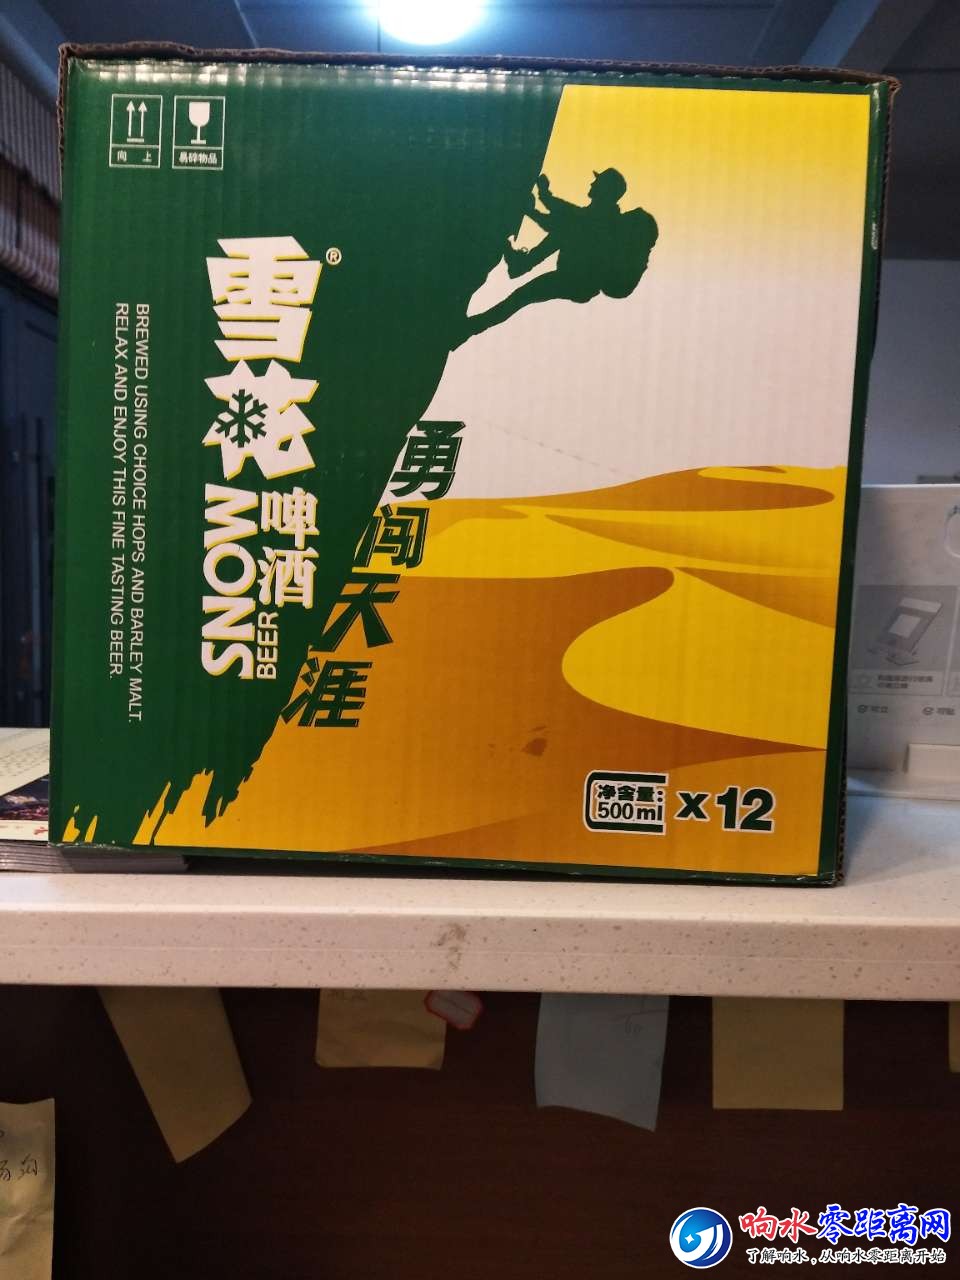 向 上
易碎物品
雪花®
啤酒
SNOW
BEER
BREWED USING CHOICE HOPS AND BARLEY MALT.
RELAX AND ENJOY THIS FINE TASTING BEER.
勇闯天涯
净含量:
500ml
x12
响水零距离网
了解响水,从响水零距离开始